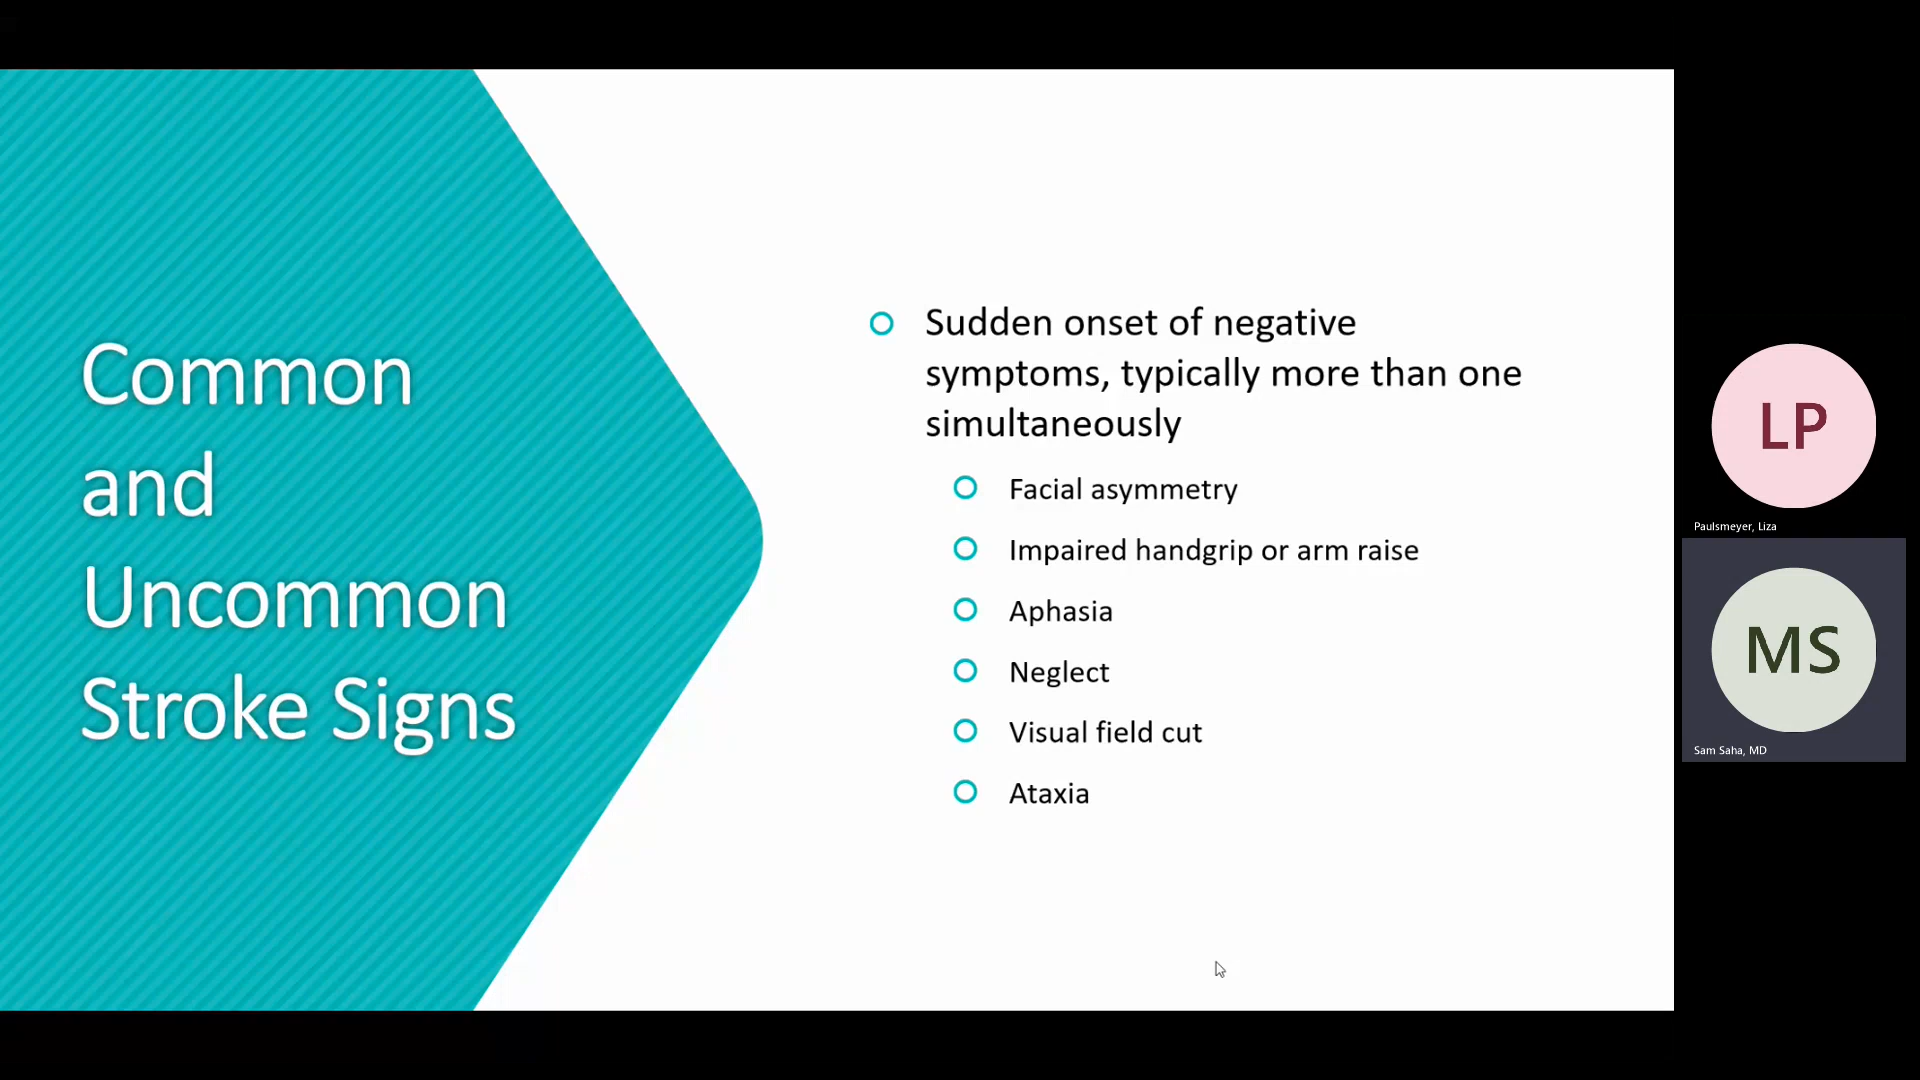 Common
and
Uncommon
Stroke Signs
Sudden onset of negative
symptoms, typically more than one
simultaneously
Facial asymmetry
Impaired handgrip or arm raise
Aphasia
Neglect
Visual field cut
Ataxia
LP
Paulsmeyer, Liza
MS
Sam Saha, MD